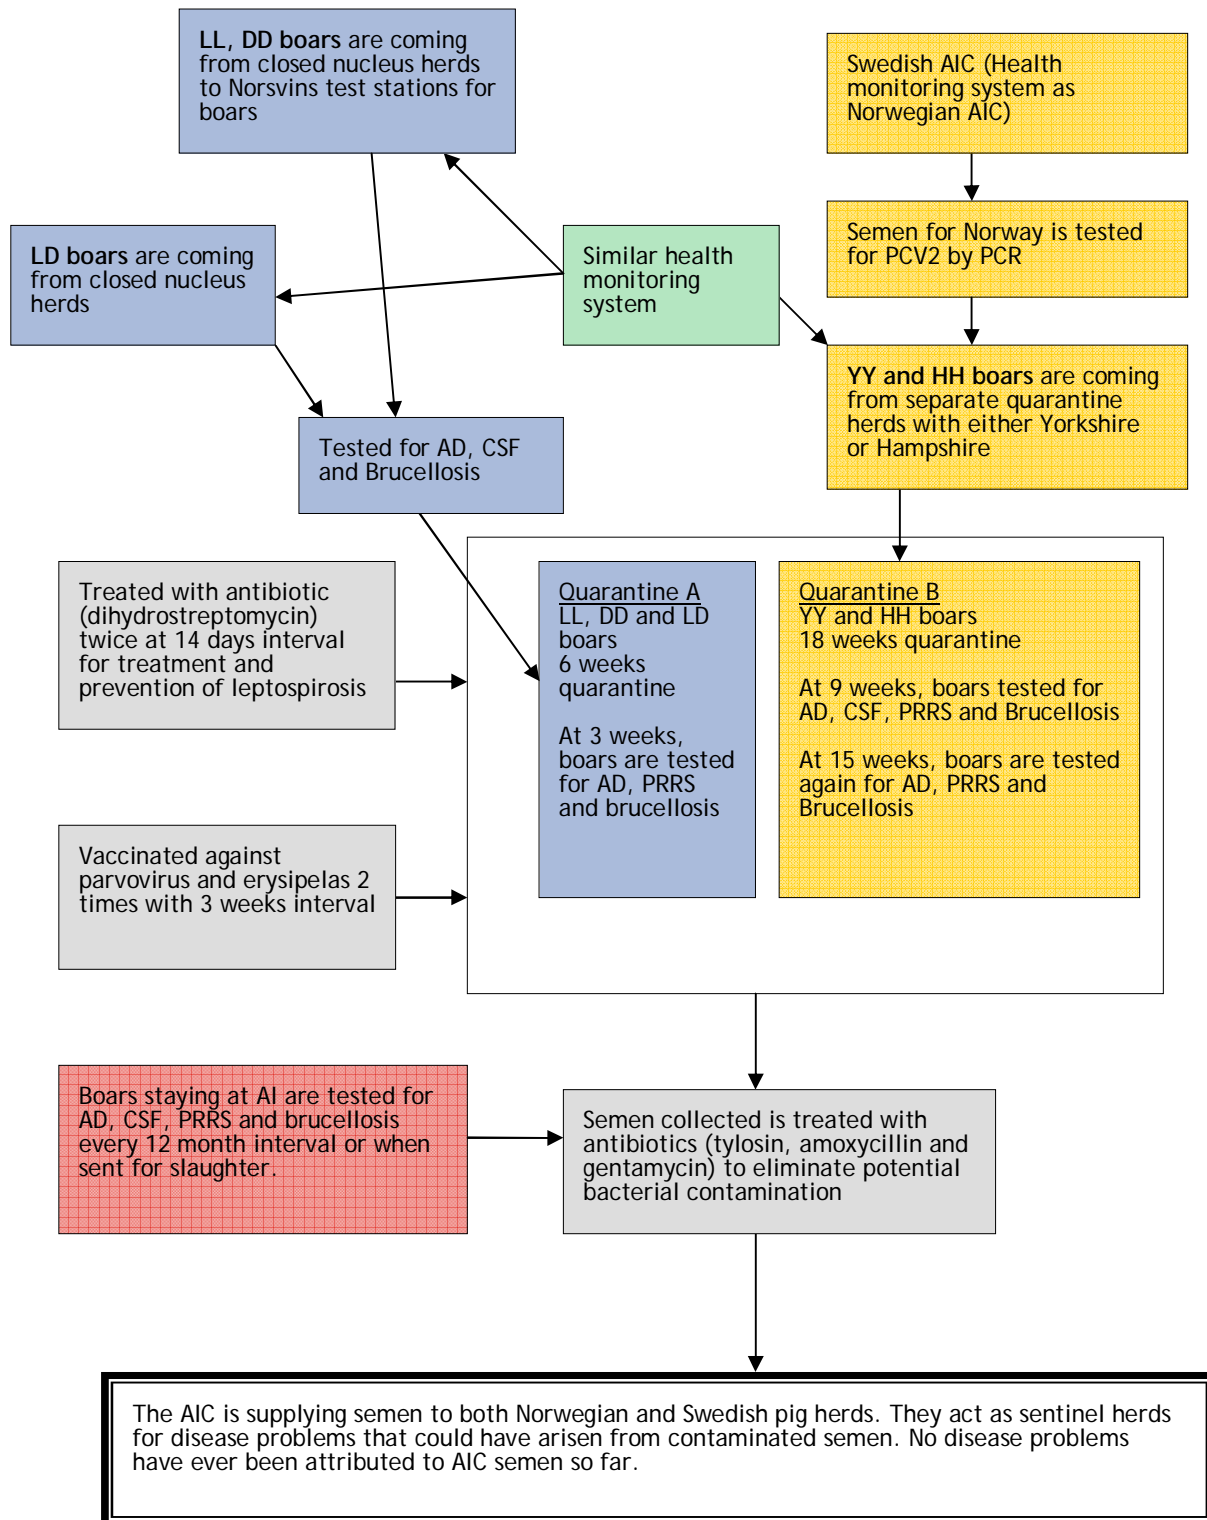 LL, DD boars are coming
from closed nucleus herds
to Norsvins test stations for
boars
Swedish AIC (Health
monitoring system as
Norwegian AIC)
LD boars are coming
from closed nucleus
herds
Similar health
monitoring
system
Semen for Norway is tested
for PCV2 by PCR
YY and HH boars are coming
from separate quarantine
herds with either Yorkshire
or Hampshire
Tested for AD, CSF
and Brucellosis
Treated with antibiotic
(dihydrostreptomycin)
twice at 14 days interval
for treatment and
prevention of leptospirosis
Quarantine A
LL, DD and LD
boars
6 weeks
quarantine
At 3 weeks,
boars are tested
for AD, PRRS
and brucellosis
Quarantine B
YY and HH boars
18 weeks quarantine
At 9 weeks, boars tested for
AD, CSF, PRRS and Brucellosis
At 15 weeks, boars are tested
again for AD, PRRS and
Brucellosis
Vaccinated against
parvovirus and erysipelas 2
times with 3 weeks interval
Boars staying at AI are tested for
AD, CSF, PRRS and brucellosis
every 12 month interval or when
sent for slaughter.
Semen collected is treated with
antibiotics (tylosin, amoxycillin and
gentamycin) to eliminate potential
bacterial contamination
The AIC is supplying semen to both Norwegian and Swedish pig herds. They act as sentinel herds
for disease problems that could have arisen from contaminated semen. No disease problems
have ever been attributed to AIC semen so far.